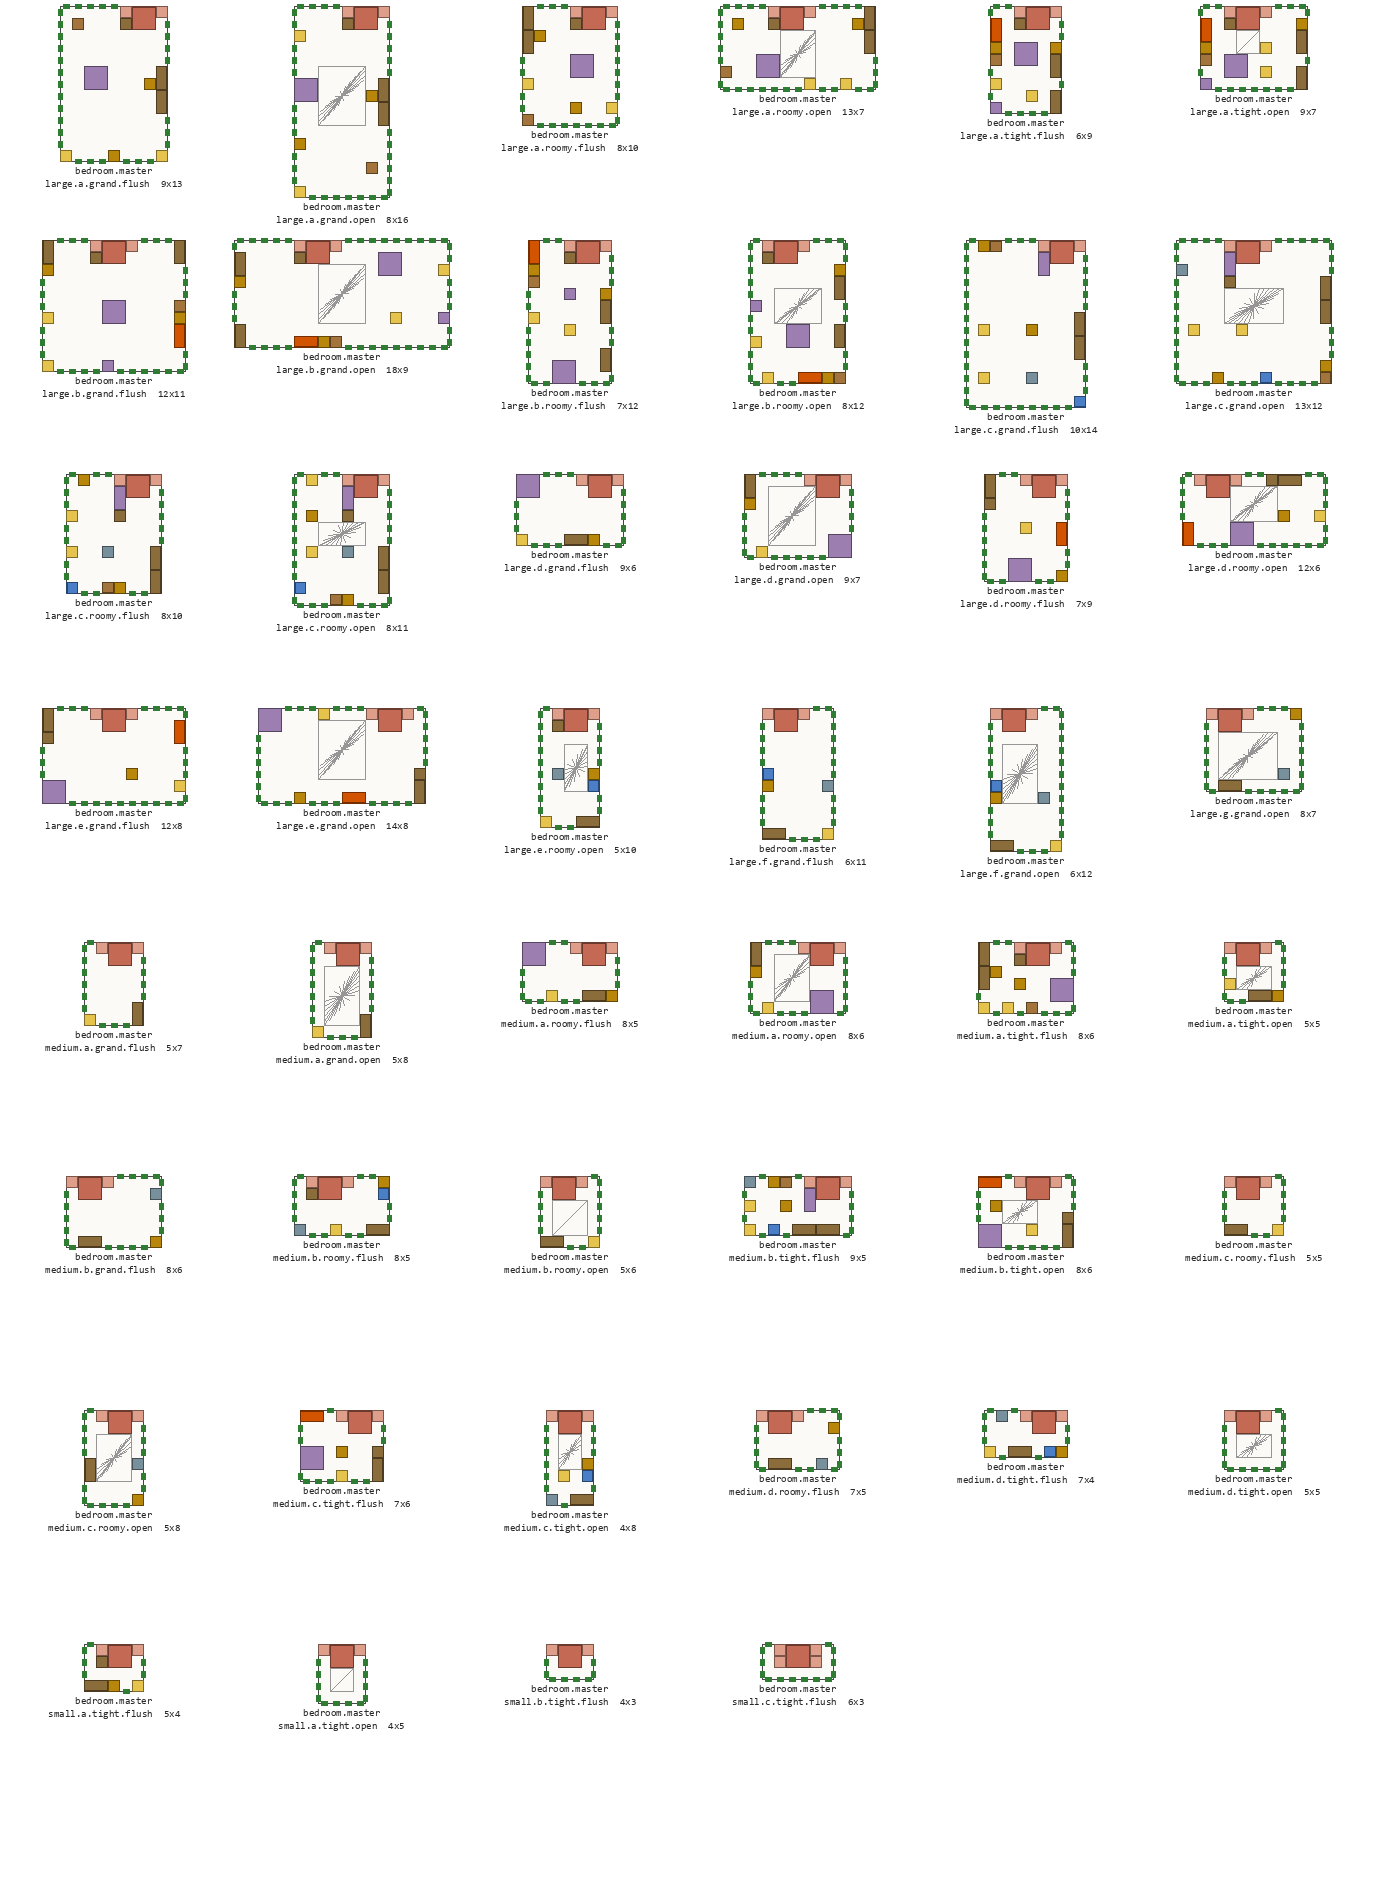 bedroom.master
large.a.grand.flush 9x13
bedroom.master
large.a.grand.open 8x16
bedroom.master
large.a.roomy.flush 8x10
bedroom.master
large.a.roomy.open 13x7
bedroom.master
large.a.tight.flush 6x9
bedroom.master
large.a.tight.open 9x7
bedroom.master
large.b.grand.flush 12x11
bedroom.master
large.b.grand.open 18x9
bedroom.master
large.b.roomy.flush 7x12
bedroom.master
large.b.roomy.open 8x12
bedroom.master
large.c.grand.flush 10x14
bedroom.master
large.c.grand.open 13x12
bedroom.master
large.c.roomy.flush 8x10
bedroom.master
large.c.roomy.open 8x11
bedroom.master
large.d.grand.flush 9x6
bedroom.master
large.d.grand.open 9x7
bedroom.master
large.d.roomy.flush 7x9
bedroom.master
large.d.roomy.open 12x6
bedroom.master
large.e.grand.flush 12x8
bedroom.master
large.e.grand.open 14x8
bedroom.master
large.e.roomy.open 5x10
bedroom.master
large.f.grand.flush 6x11
bedroom.master
large.f.grand.open 6x12
bedroom.master
large.g.grand.open 8x7
bedroom.master
medium.a.grand.flush 5x7
bedroom.master
medium.a.grand.open 5x8
bedroom.master
medium.a.roomy.flush 8x5
bedroom.master
medium.a.roomy.open 8x6
bedroom.master
medium.a.tight.flush 8x6
bedroom.master
medium.a.tight.open 5x5
bedroom.master
medium.b.grand.flush 8x6
bedroom.master
medium.b.roomy.flush 8x5
bedroom.master
medium.b.roomy.open 5x6
bedroom.master
medium.b.tight.flush 9x5
bedroom.master
medium.b.tight.open 8x6
bedroom.master
medium.c.roomy.flush 5x5
bedroom.master
medium.c.roomy.open 5x8
bedroom.master
medium.c.tight.flush 7x6
bedroom.master
medium.c.tight.open 4x8
bedroom.master
medium.d.roomy.flush 7x5
bedroom.master
medium.d.tight.flush 7x4
bedroom.master
medium.d.tight.open 5x5
bedroom.master
small.a.tight.flush 5x4
bedroom.master
small.a.tight.open 4x5
bedroom.master
small.b.tight.flush 4x3
bedroom.master
small.c.tight.flush 6x3